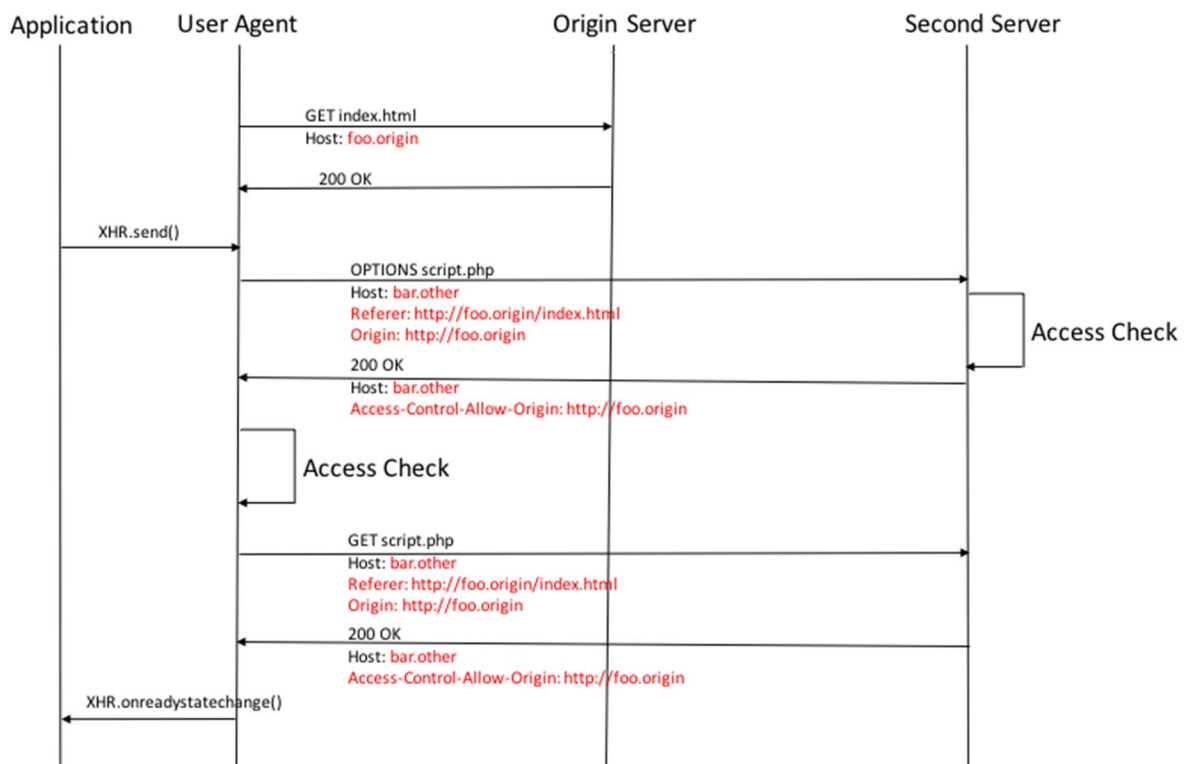 Application
User Agent
Origin Server
Second Server
GET index.html
Host: foo.origin
200 OK
XHR.send()
OPTIONS script.php
Host: bar.other
Referer: http://foo.origin/index.html
Origin: http://foo.origin
Access Check
200 OK
Host: bar.other
Access-Control-Allow-Origin: http://foo.origin
Access Check
GET script.php
Host: bar.other
Referer: http://foo.origin/index.html
Origin: http://foo.origin
200 OK
Host: bar.other
Access-Control-Allow-Origin: http://foo.origin
XHR.onreadystatechange()